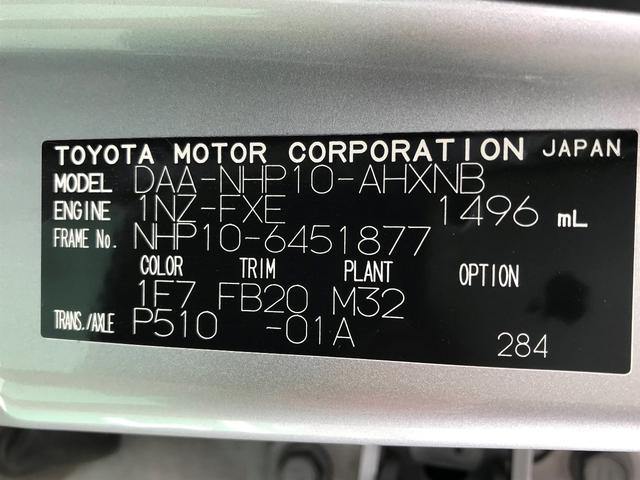 TOYOTA MOTOR CORPORATION JAPAN
MODEL DAA-NHP10-AHXNB
ENGINE 1NZ-FXE 1496 mL
FRAME No. NHP10-6451877
COLOR TRIM PLANT OPTION
1F7 FB20 M32
TRANS./AXLE P510 -01A
284